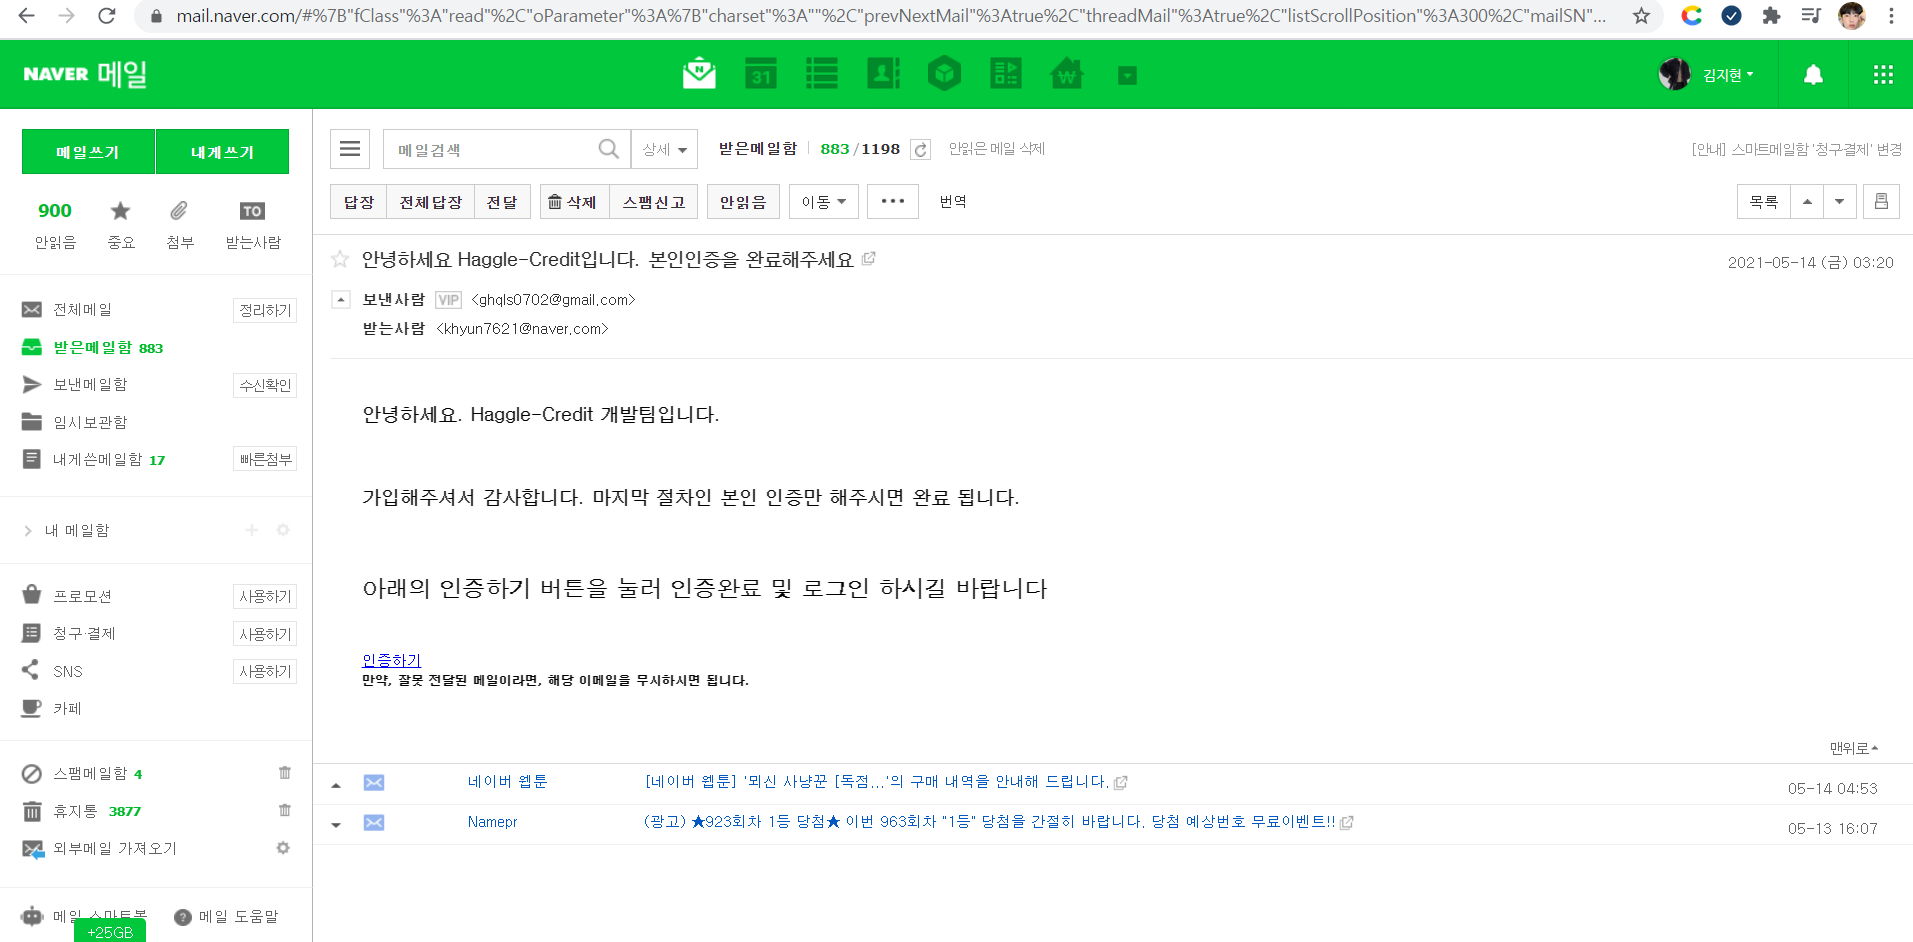 mail.naver.com/#%7B"fClass"%3A"read"%2C"oParameter"%3A%7B"charset"%3A""%2C"prevNextMail"%3Atrue%2C"threadMail"%3Atrue%2C"listScrollPosition"%3A300%2C"mailSN"...
NAVER 메일
31
김지현
메일쓰기 내게쓰기
메일검색 상세 받은메일함 883/1198 안읽은 메일 삭제 [안내] 스마트메일함 '청구결제' 변경
답장 전체답장 전달 삭제 스팸신고 안읽음 이동 ••• 번역 목록
900 TO
안읽음 중요 첨부 받는사람
안녕하세요 Haggle-Credit입니다. 본인인증을 완료해주세요
2021-05-14 (금) 03:20
보낸사람 VIP <ghqls0702@gmail.com>
받는사람 <khyun7621@naver.com>
전체메일 정리하기
받은메일함 883
보낸메일함 수신확인
임시보관함
내게쓴메일함 17 빠른첨부
내 메일함
프로모션 사용하기
청구·결제 사용하기
SNS 사용하기
카페
스팸메일함 4
휴지통 3877
외부메일 가져오기
메일 스마트봇 메일 도움말
+25GB
안녕하세요. Haggle-Credit 개발팀입니다.
가입해주셔서 감사합니다. 마지막 절차인 본인 인증만 해주시면 완료 됩니다.
아래의 인증하기 버튼을 눌러 인증완료 및 로그인 하시길 바랍니다
인증하기
만약, 잘못 전달된 메일이라면, 해당 이메일을 무시하시면 됩니다.
맨위로
네이버 웹툰 [네이버 웹툰] '뫼신 사냥꾼 [독점...'의 구매 내역을 안내해 드립니다. 05-14 04:53
Namepr (광고) ★923회차 1등 당첨★ 이번 963회차 "1등" 당첨을 간절히 바랍니다. 당첨 예상번호 무료이벤트!! 05-13 16:07